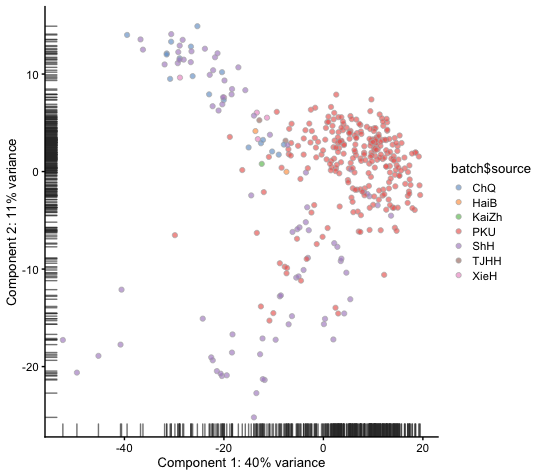 10
0
-10
-20
Component 2: 11% variance
-40
-20
0
20
Component 1: 40% variance
batch$source
ChQ
HaiB
KaiZh
PKU
ShH
TJHH
XieH